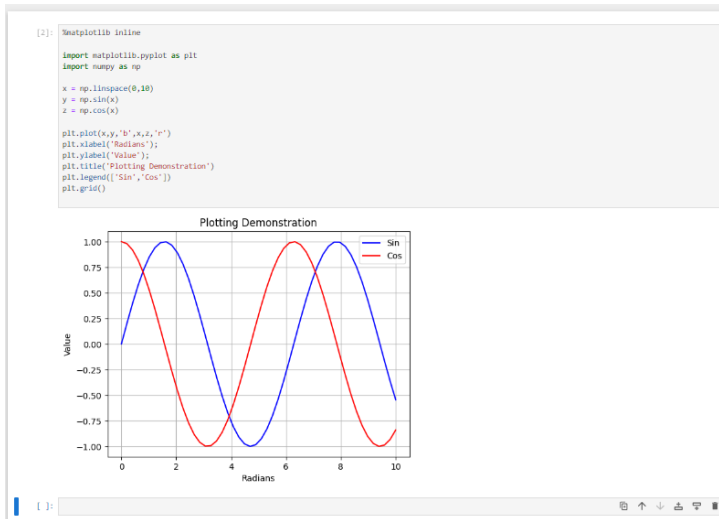 [2]: %matplotlib inline
import matplotlib.pyplot as plt
import numpy as np
x = np.linspace(0,10)
y = np.sin(x)
z = np.cos(x)
plt.plot(x,y,'b',x,z,'r')
plt.xlabel('Radians');
plt.ylabel('Value');
plt.title('Plotting Demonstration')
plt.legend(['Sin','Cos'])
plt.grid()
Plotting Demonstration
Sin
Cos
1.00
0.75
0.50
0.25
0.00
−0.25
−0.50
−0.75
−1.00
Value
0 2 4 6 8 10
Radians
[ ]: